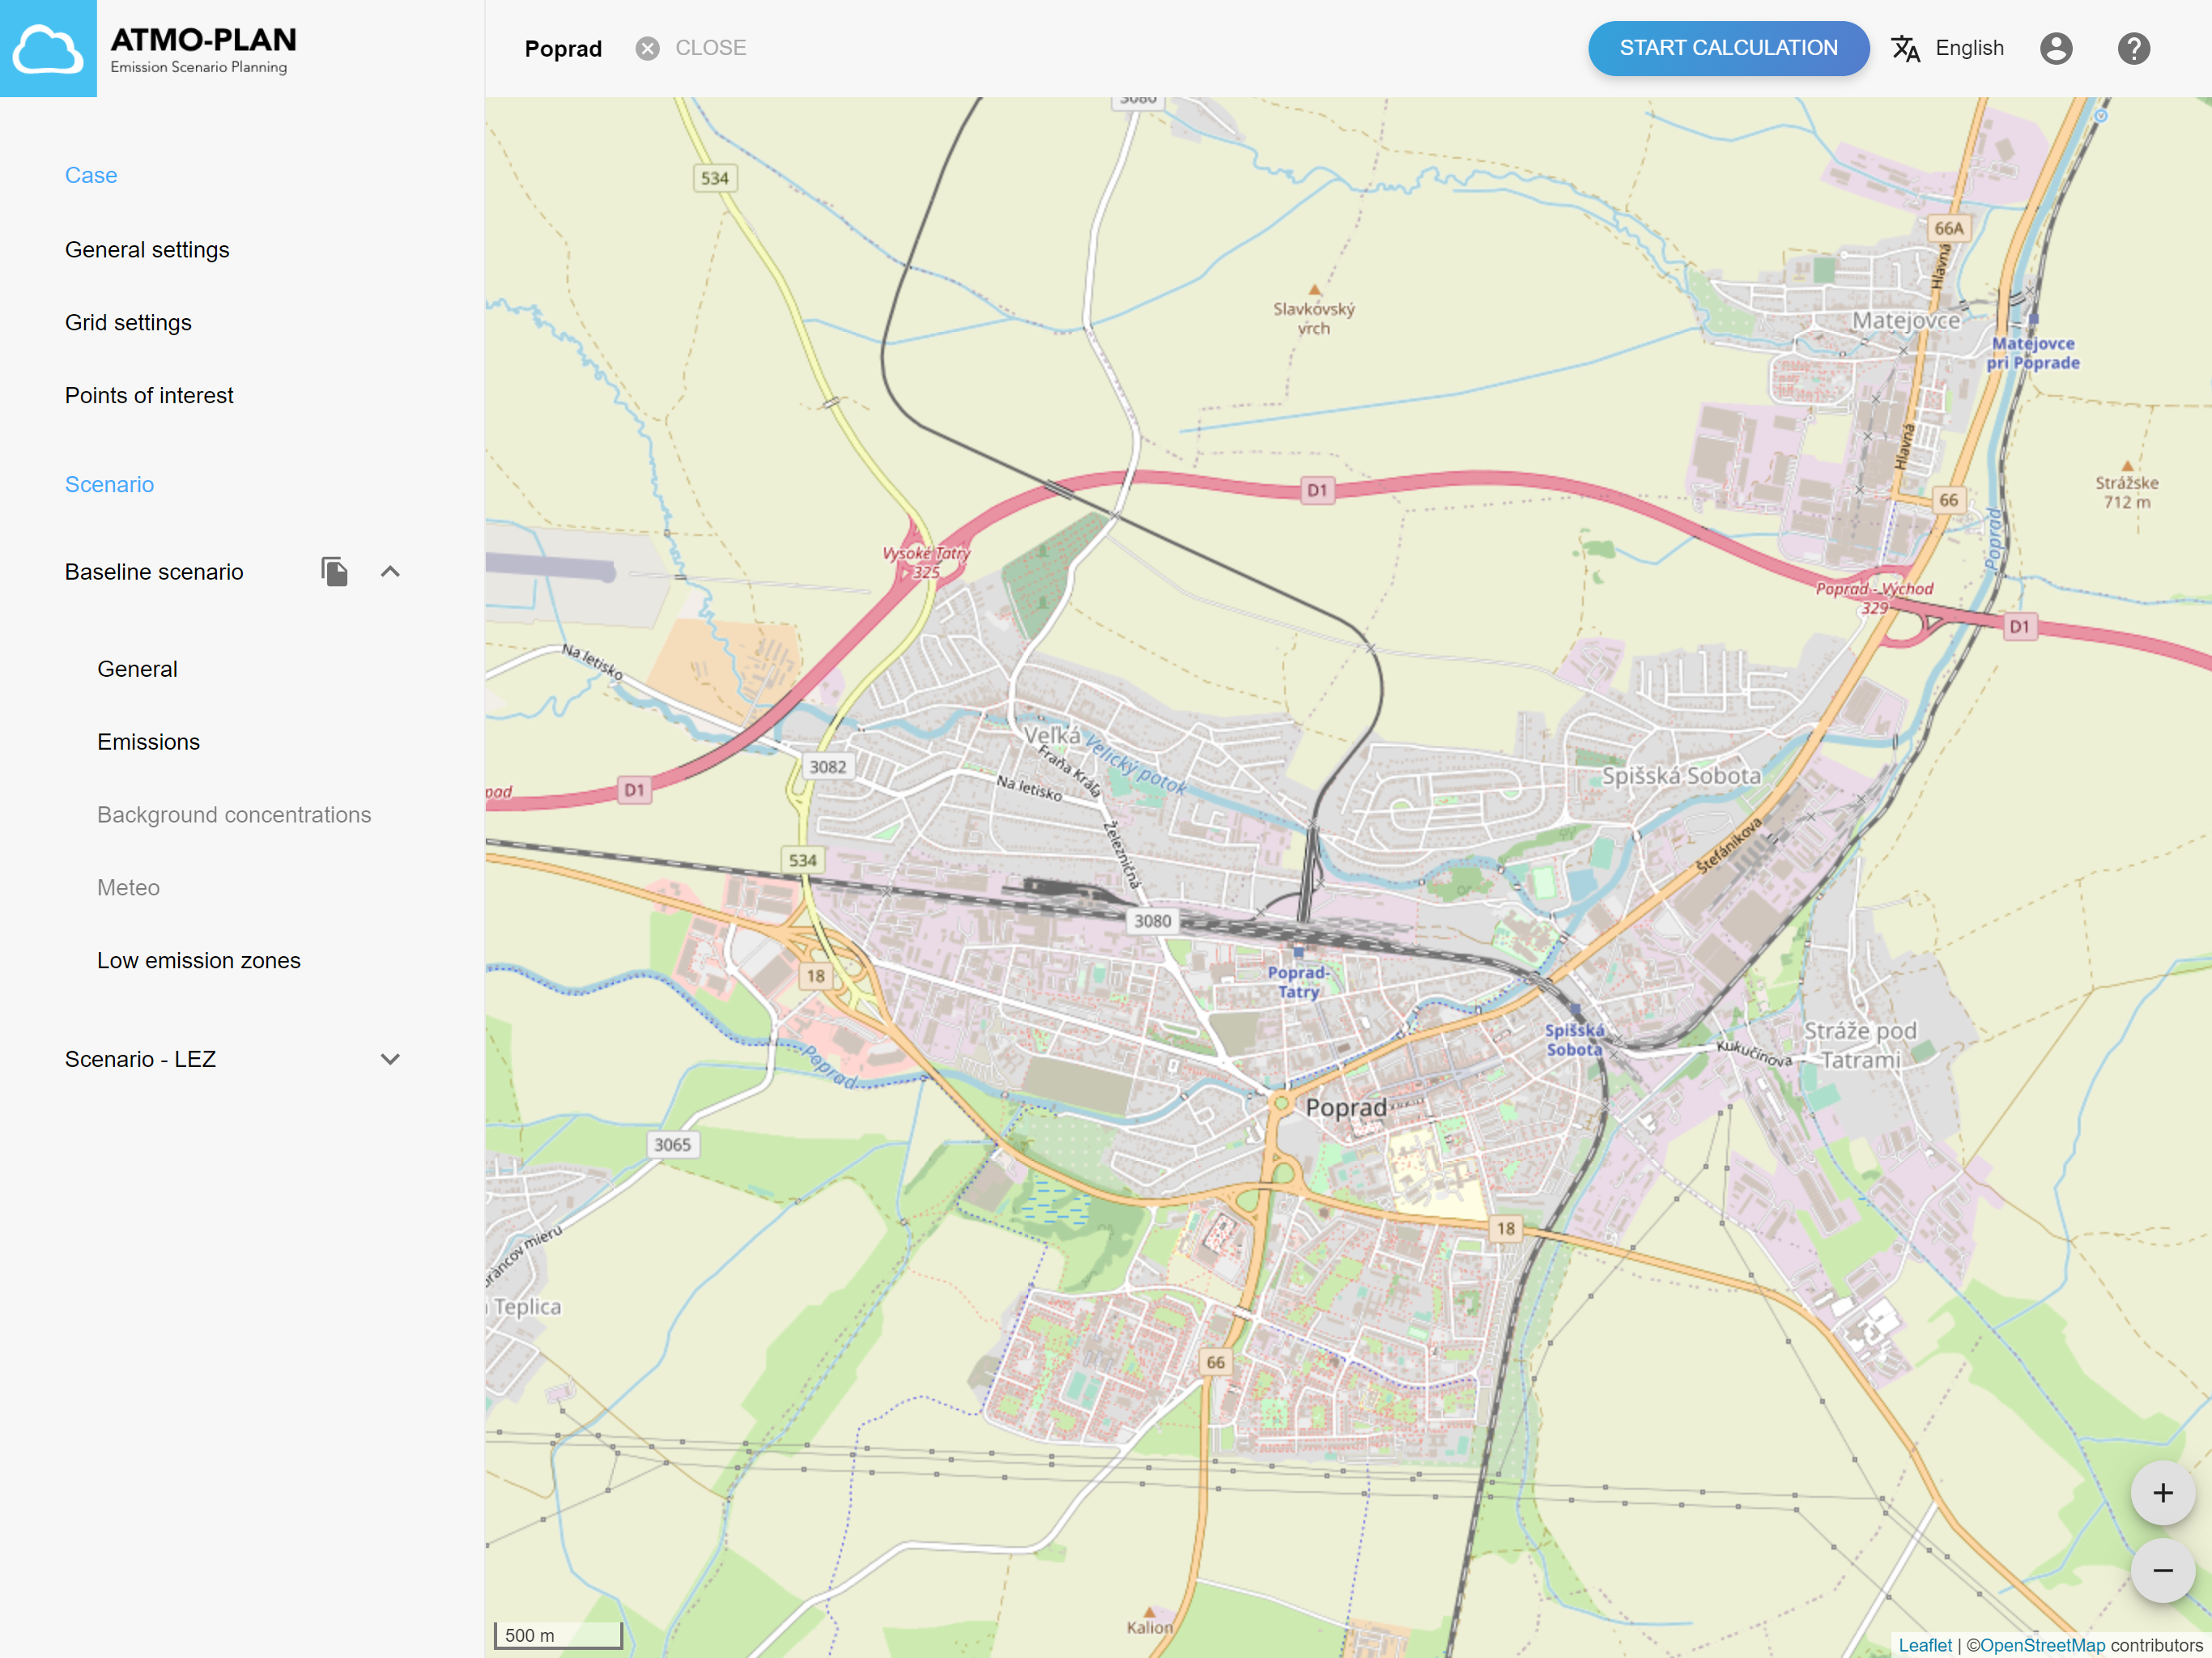 ATMO-PLAN
Emission Scenario Planning
Poprad
CLOSE
START CALCULATION
English
Case
General settings
Grid settings
Points of interest
Scenario
Baseline scenario
General
Emissions
Background concentrations
Meteo
Low emission zones
Scenario - LEZ
3080
534
66A
Hlavná
Slavkovský
vrch
Matejovce
Matejovce
pri Poprade
Hlavná
Strážske
712 m
D1
66
Poprad
Vysoké Tatry
325
Poprad - Východ
329
D1
Na letisko
Veľká
Velický potok
Fraňa Kráľa
3082
Na letisko
Spišská Sobota
D1
Železničná
Štefánikova
534
3080
18
Poprad-
Tatry
Spišská
Sobota
Kukučínova
Stráže pod
Tatrami
Poprad
Poprad
3065
18
Teplica
66
Kalion
500 m
+
−
Leaflet | ©OpenStreetMap contributors